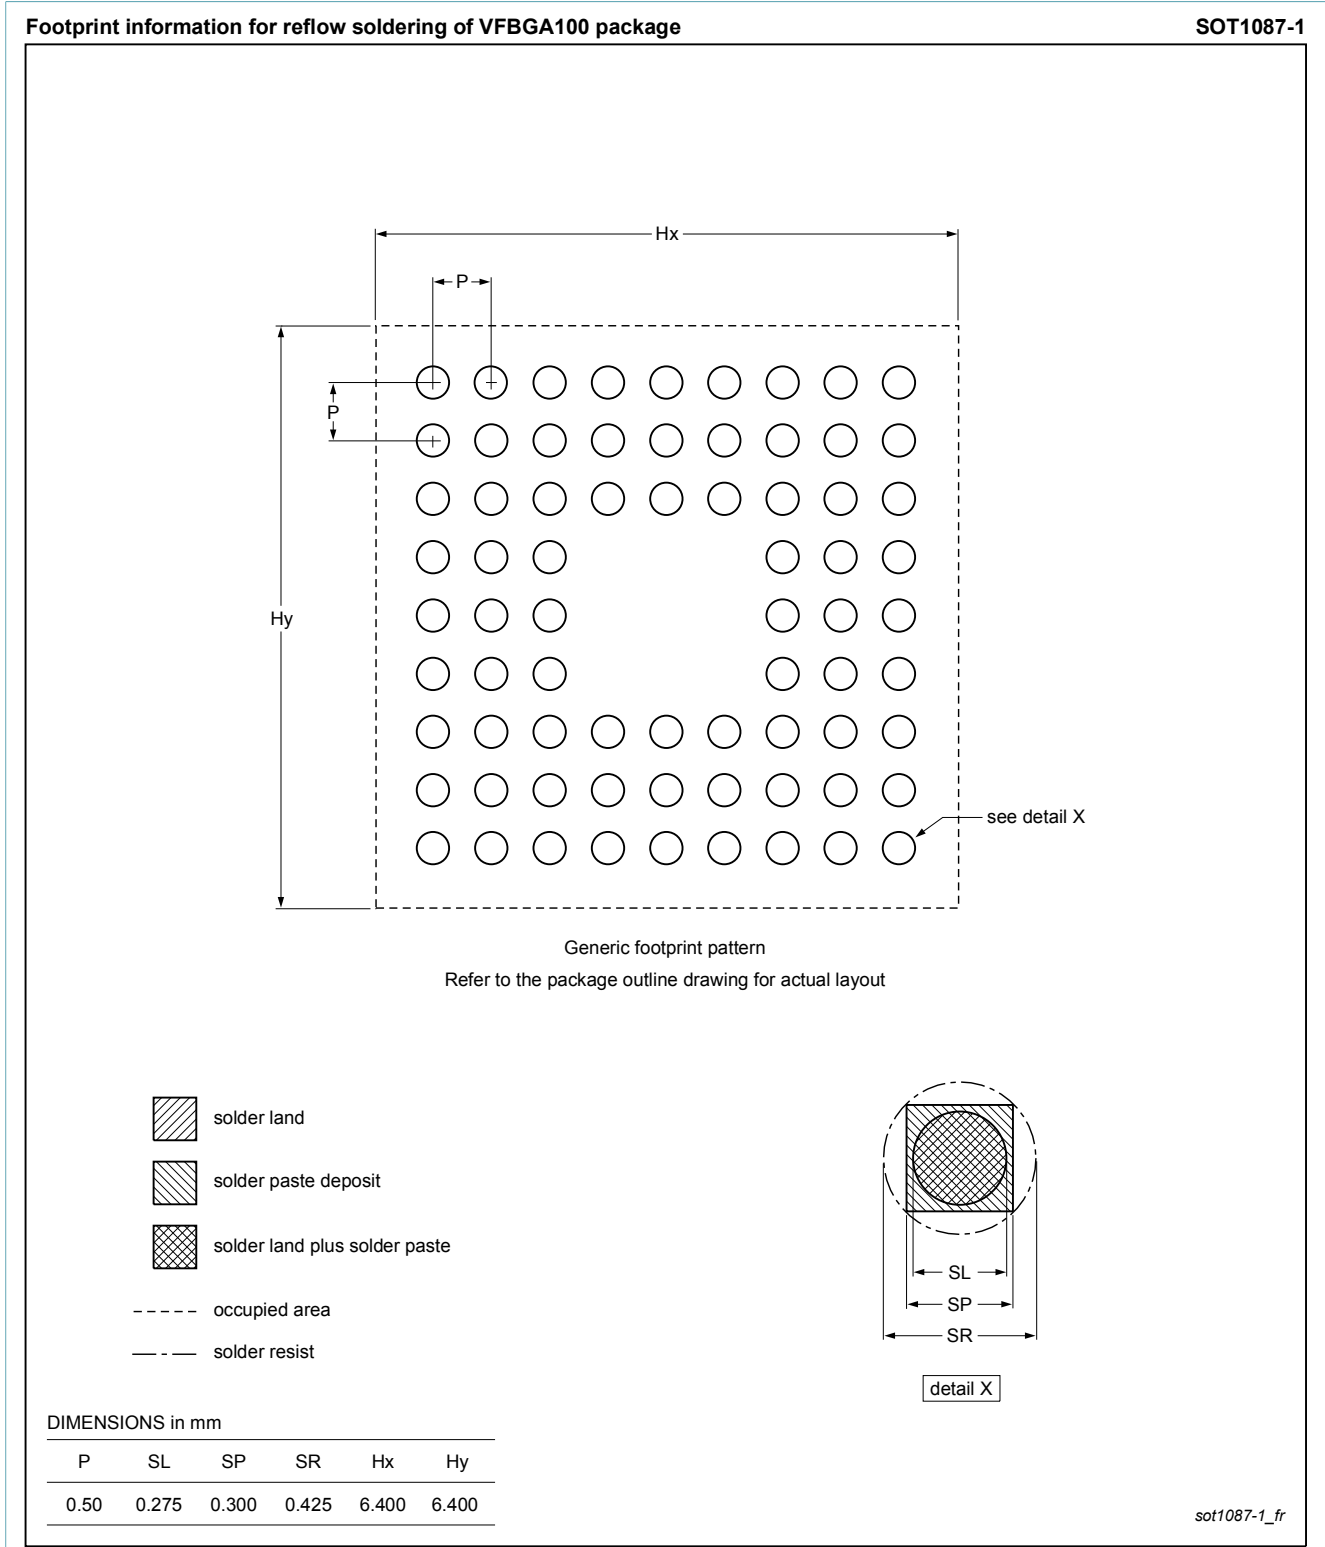 Footprint information for reflow soldering of VFBGA100 package SOT1087-1
Hx
P
P
Hy
see detail X
Generic footprint pattern
Refer to the package outline drawing for actual layout
solder land
solder paste deposit
solder land plus solder paste
occupied area
solder resist
SL
SP
SR
detail X
DIMENSIONS in mm
P SL SP SR Hx Hy
0.50 0.275 0.300 0.425 6.400 6.400
sot1087-1_fr